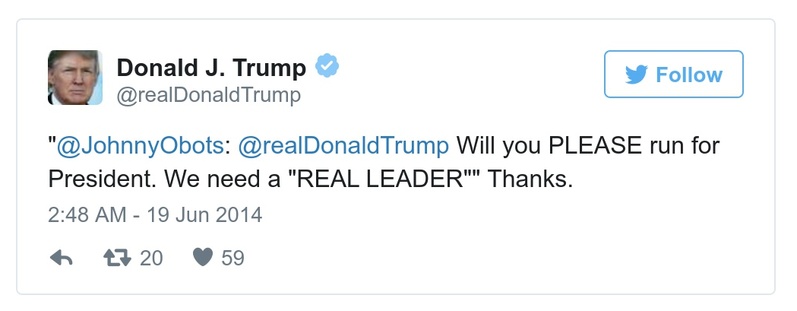 Donald J. Trump
@realDonaldTrump
Follow
"@JohnnyObots: @realDonaldTrump Will you PLEASE run for
President. We need a "REAL LEADER"" Thanks.
2:48 AM - 19 Jun 2014
20 59